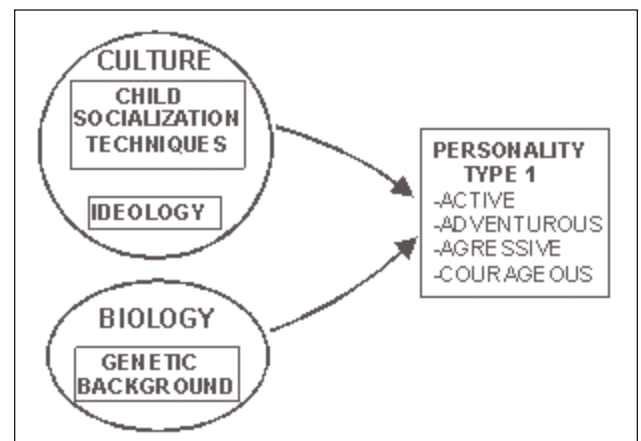 CULTURE
CHILD
SOCIALIZATION
TECHNIQUES
IDEOLOGY
BIOLOGY
GENETIC
BACKGROUND
PERSONALITY
TYPE 1
-ACTIVE
-ADVENTUROUS
-AGRESSIVE
-COURAGEOUS